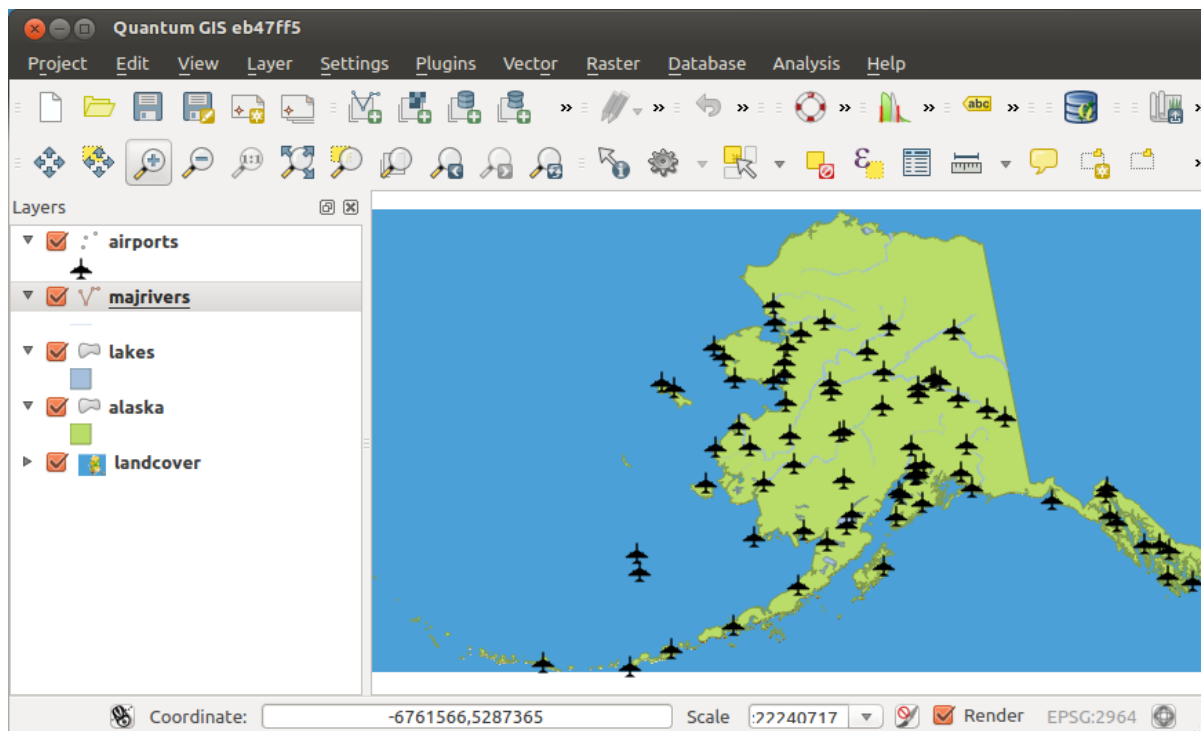 Quantum GIS eb47ff5
Project Edit View Layer Settings Plugins Vector Raster Database Analysis Help
abc
1:1
Layers
airports
majrivers
lakes
alaska
landcover
Coordinate: -6761566,5287365 Scale :22240717 Render EPSG:2964